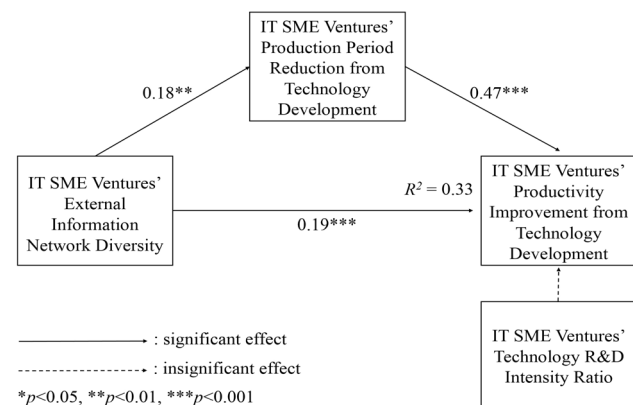 IT SME Ventures’
Production Period
Reduction from
Technology
Development
0.18**
0.47***
IT SME Ventures’
External
Information
Network Diversity
R² = 0.33
0.19***
IT SME Ventures’
Productivity
Improvement from
Technology
Development
IT SME Ventures’
Technology R&D
Intensity Ratio
: significant effect
: insignificant effect
*p<0.05, **p<0.01, ***p<0.001